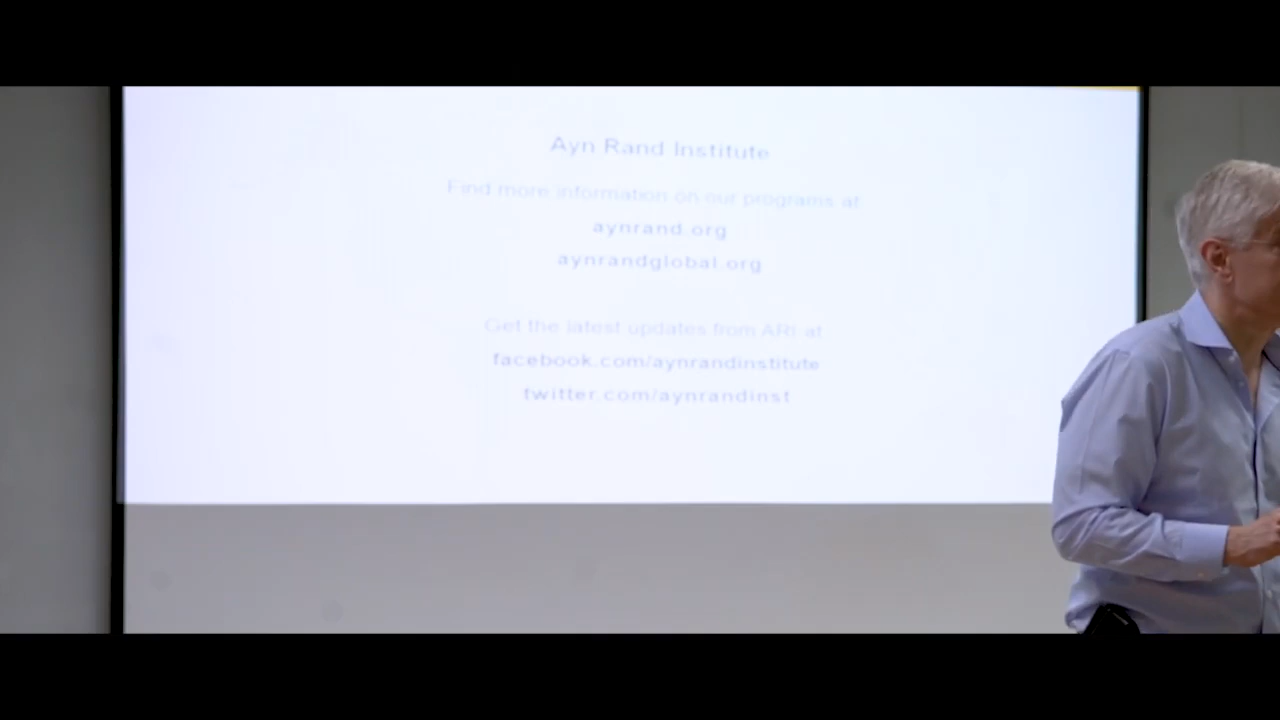 Ayn Rand Institute
Find more information on our programs at
aynrand.org
aynrandglobal.org
Get the latest updates from ARI at
facebook.com/aynrandinstitute
twitter.com/aynrandinst